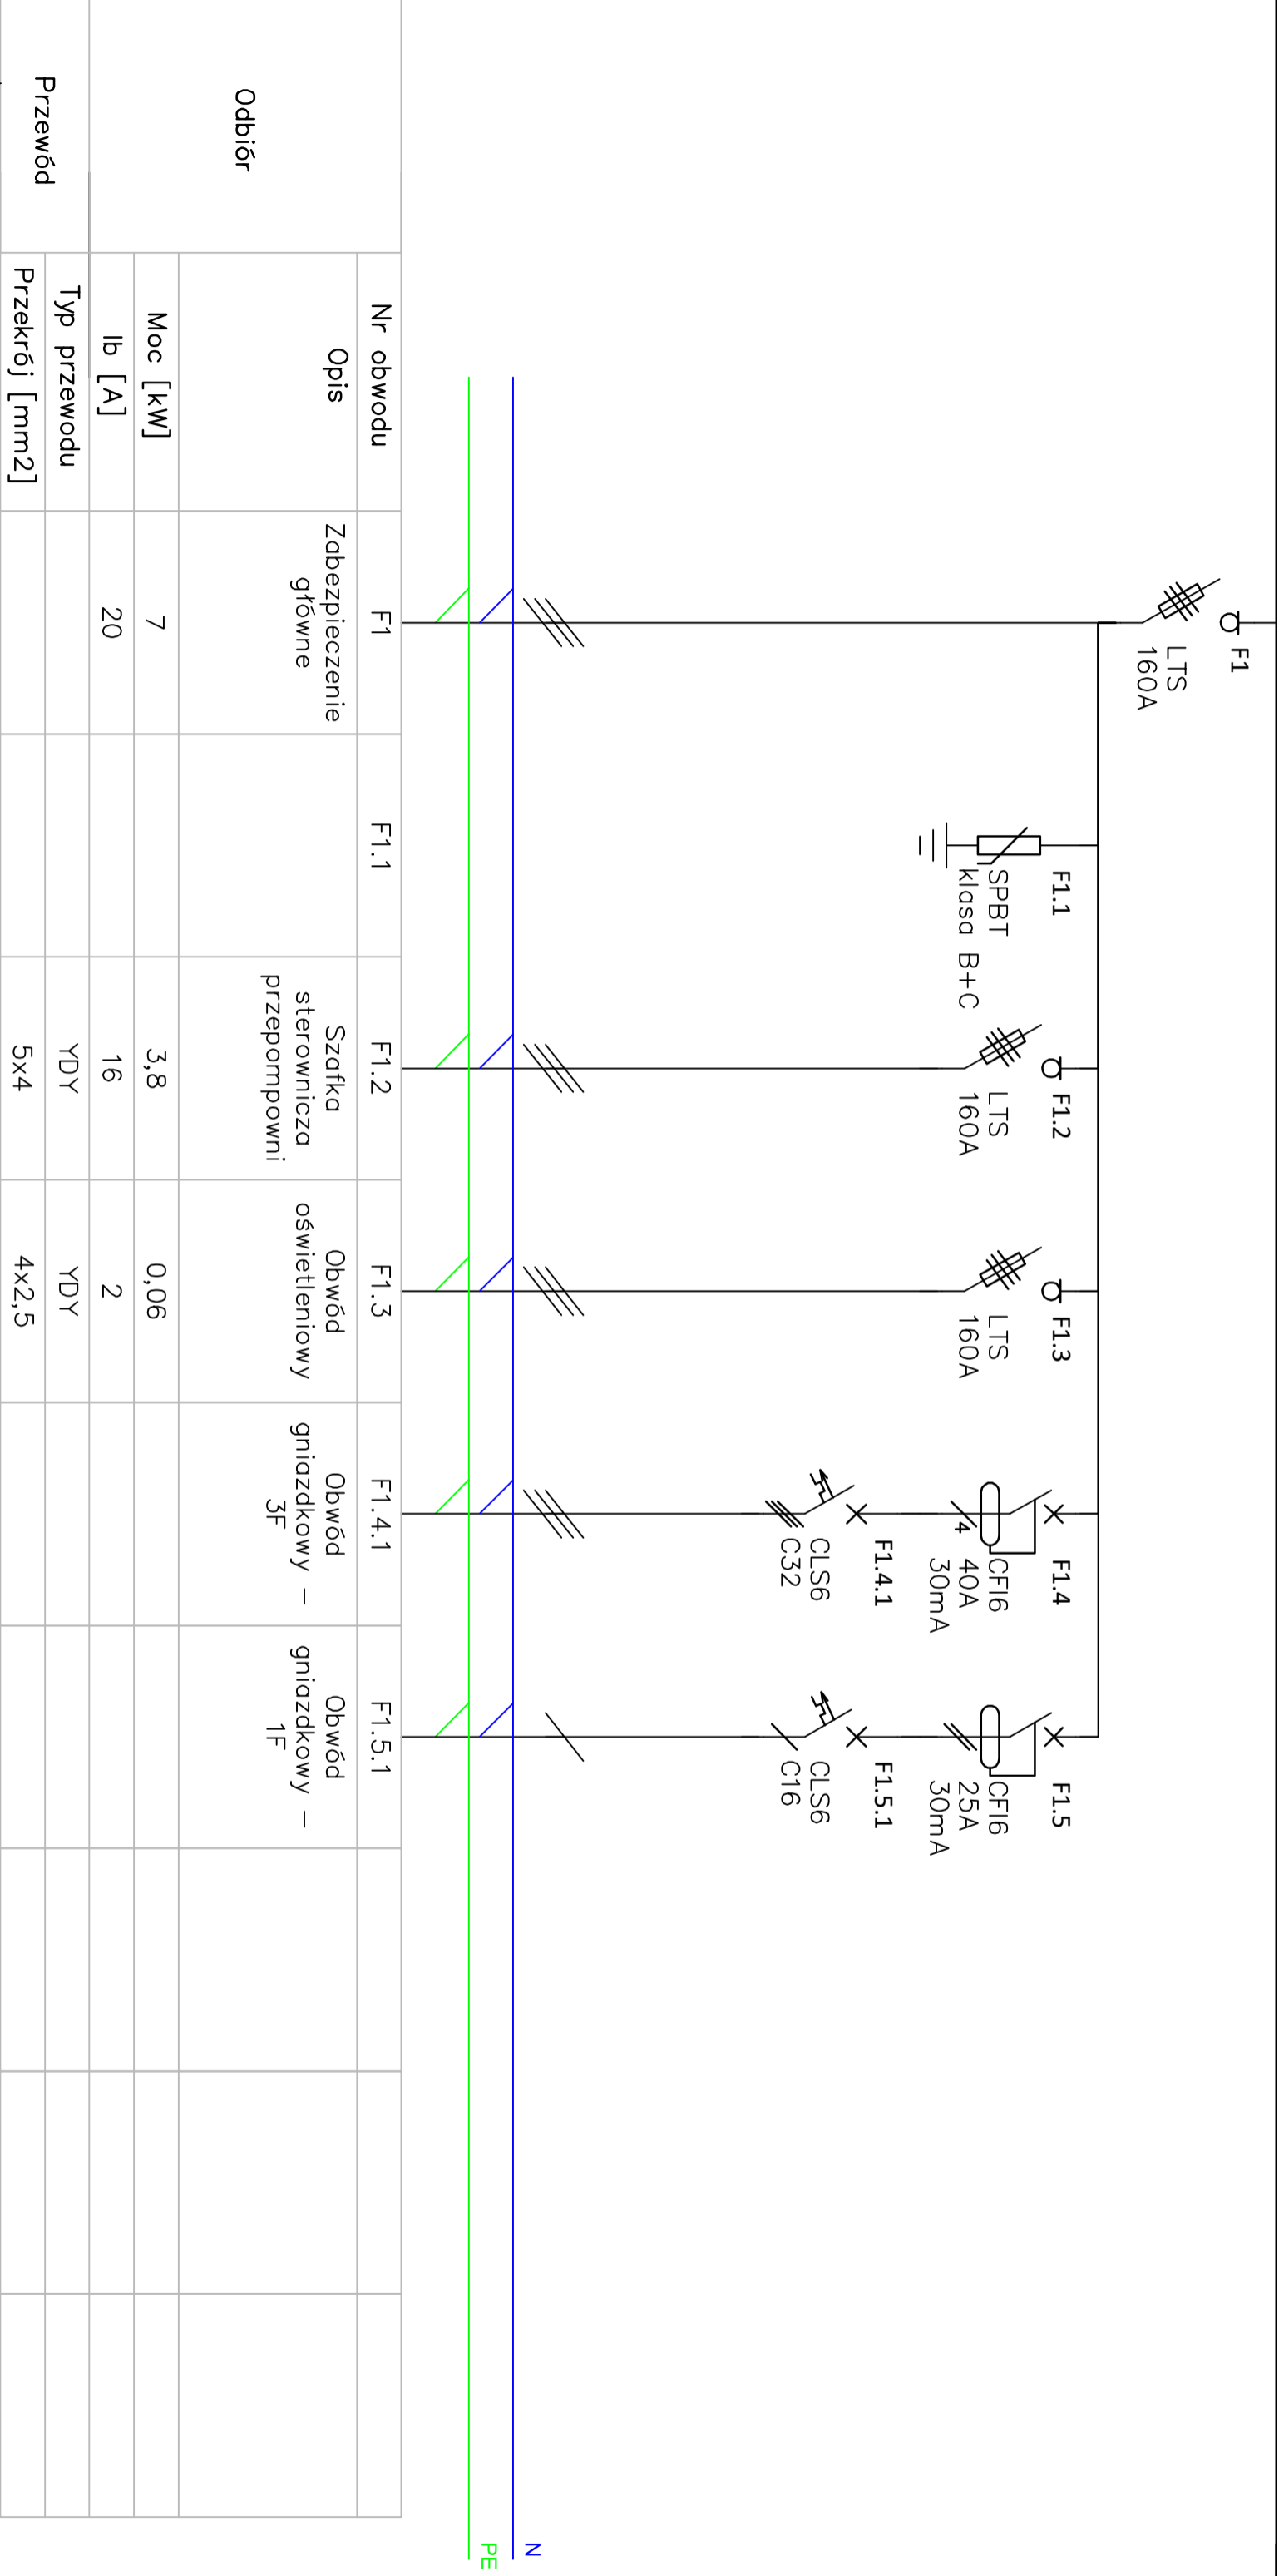 F1
LTS
160A
F1.1
SPBT
klasa B+C
F1.2
LTS
160A
F1.3
LTS
160A
F1.4
CFI6
40A
30mA
4
F1.5
CFI6
25A
30mA
F1.4.1
CLS6
C32
F1.5.1
CLS6
C16
N
PE
Odbiór
Nr obwodu
F1
F1.1
F1.2
F1.3
F1.4.1
F1.5.1
Opis
Zabezpieczenie
główne
Szafka
sterownicza
przepompowni
Obwód
oświetleniowy
Obwód
gniazdkowy –
3F
Obwód
gniazdkowy –
1F
Moc [kW]
7
3,8
0,06
Ib [A]
20
16
2
Przewód
Typ przewodu
YDY
YDY
Przekrój [mm2]
5x4
4x2,5